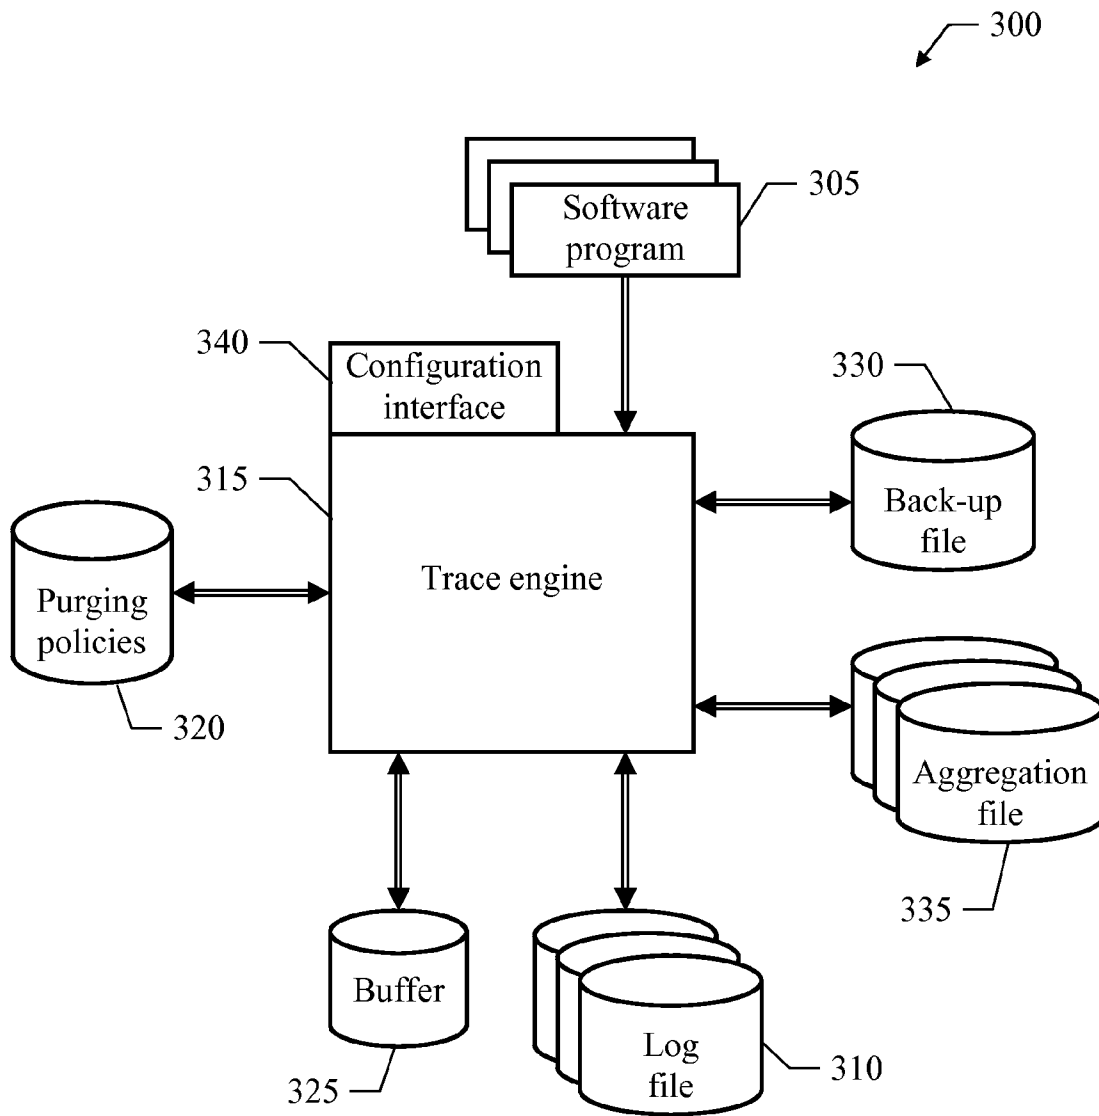 300
305
Software
program
340
Configuration
interface
330
315
Back-up
file
Trace engine
Purging
policies
320
Aggregation
file
335
Buffer
325
Log
file
310